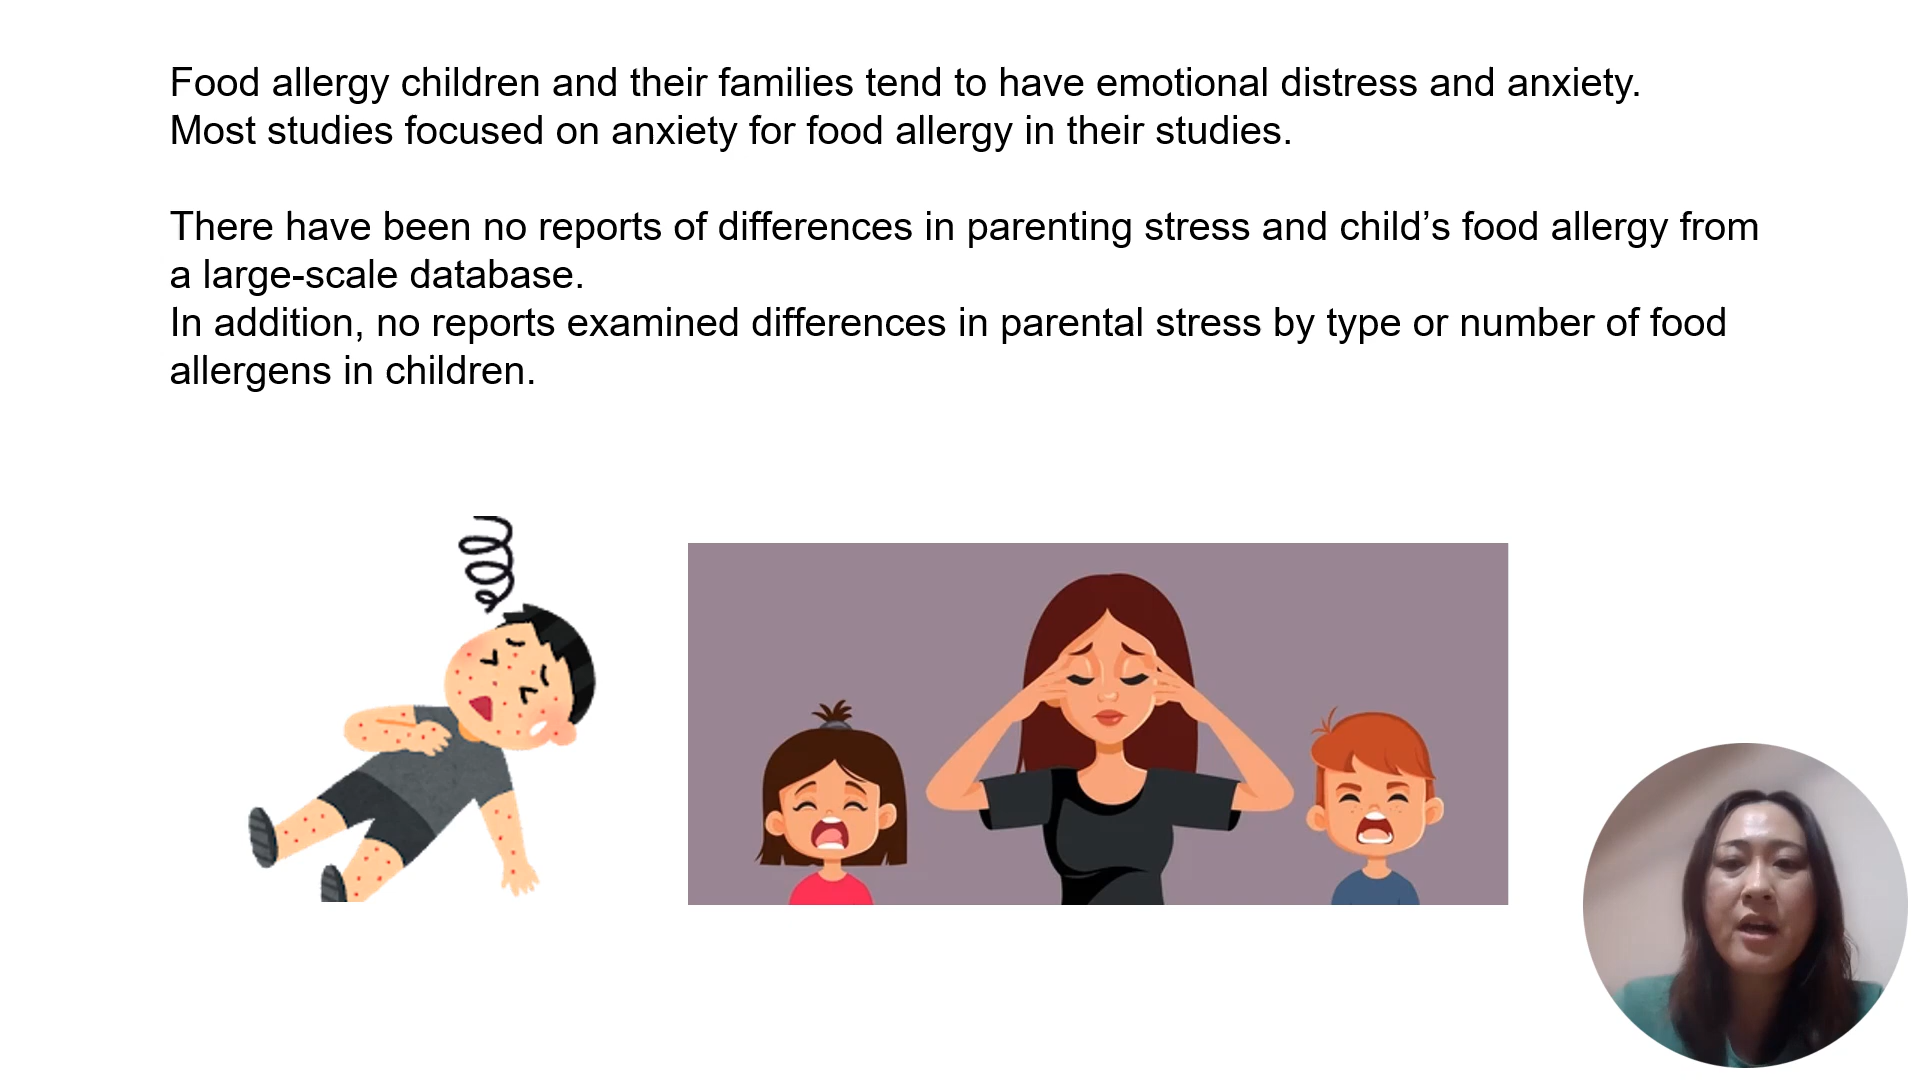 Food allergy children and their families tend to have emotional distress and anxiety.
Most studies focused on anxiety for food allergy in their studies.
There have been no reports of differences in parenting stress and child’s food allergy from
a large-scale database.
In addition, no reports examined differences in parental stress by type or number of food
allergens in children.